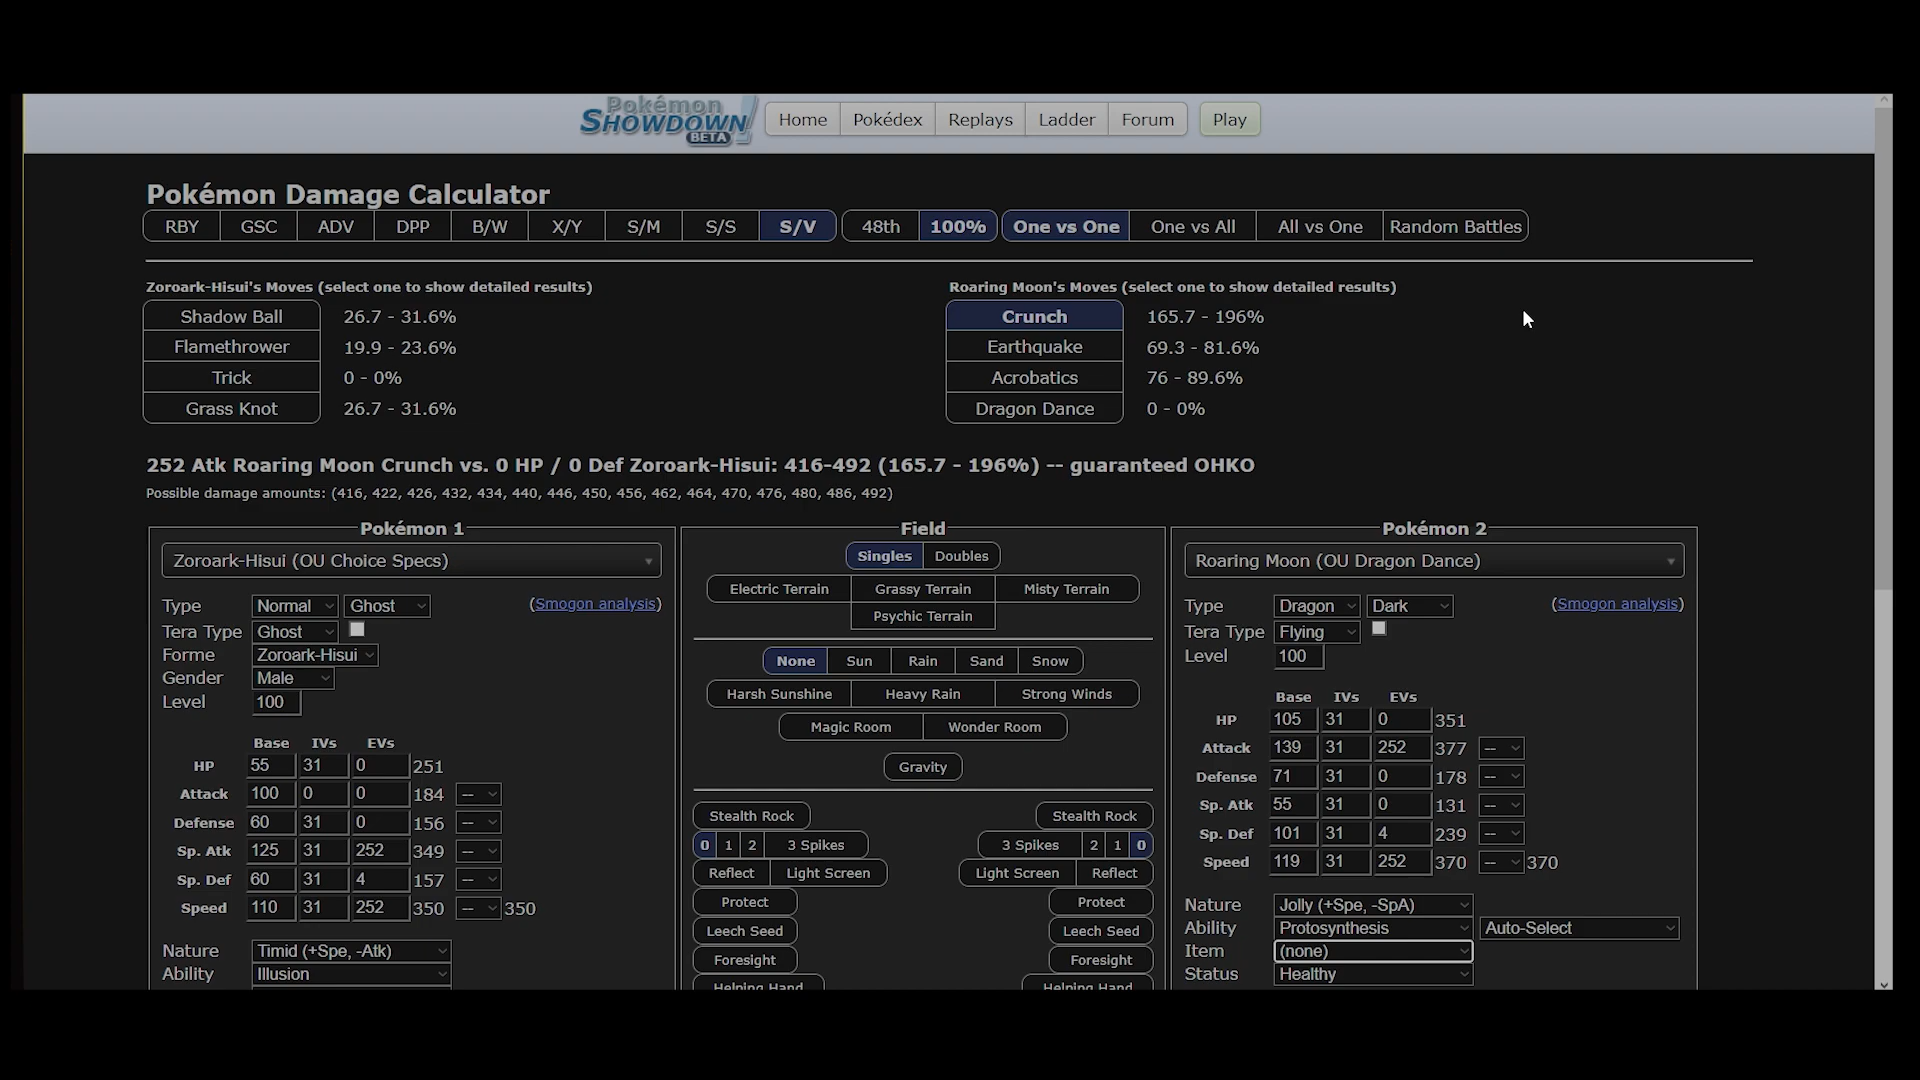 Pokémon
SHOWDOWN!
BETA
Home Pokédex Replays Ladder Forum Play
Pokémon Damage Calculator
RBY GSC ADV DPP B/W X/Y S/M S/S S/V 48th 100% One vs One One vs All All vs One Random Battles
Zoroark-Hisui's Moves (select one to show detailed results)
Shadow Ball 26.7 - 31.6%
Flamethrower 19.9 - 23.6%
Trick 0 - 0%
Grass Knot 26.7 - 31.6%
Roaring Moon's Moves (select one to show detailed results)
Crunch 165.7 - 196%
Earthquake 69.3 - 81.6%
Acrobatics 76 - 89.6%
Dragon Dance 0 - 0%
252 Atk Roaring Moon Crunch vs. 0 HP / 0 Def Zoroark-Hisui: 416-492 (165.7 - 196%) -- guaranteed OHKO
Possible damage amounts: (416, 422, 426, 432, 434, 440, 446, 450, 456, 462, 464, 470, 476, 480, 486, 492)
Pokémon 1
Zoroark-Hisui (OU Choice Specs)
Type Normal Ghost (Smogon analysis)
Tera Type Ghost
Forme Zoroark-Hisui
Gender Male
Level 100
Base IVs EVs
HP 55 31 0 251
Attack 100 0 0 184 --
Defense 60 31 0 156 --
Sp. Atk 125 31 252 349 --
Sp. Def 60 31 4 157 --
Speed 110 31 252 350 -- 350
Nature Timid (+Spe, -Atk)
Ability Illusion
Field
Singles Doubles
Electric Terrain Grassy Terrain Misty Terrain
Psychic Terrain
None Sun Rain Sand Snow
Harsh Sunshine Heavy Rain Strong Winds
Magic Room Wonder Room
Gravity
Stealth Rock Stealth Rock
0 1 2 3 Spikes 3 Spikes 2 1 0
Reflect Light Screen Light Screen Reflect
Protect Protect
Leech Seed Leech Seed
Foresight Foresight
Helping Hand Helping Hand
Pokémon 2
Roaring Moon (OU Dragon Dance)
Type Dragon Dark (Smogon analysis)
Tera Type Flying
Level 100
Base IVs EVs
HP 105 31 0 351
Attack 139 31 252 377 --
Defense 71 31 0 178 --
Sp. Atk 55 31 0 131 --
Sp. Def 101 31 4 239 --
Speed 119 31 252 370 -- 370
Nature Jolly (+Spe, -SpA)
Ability Protosynthesis Auto-Select
Item (none)
Status Healthy